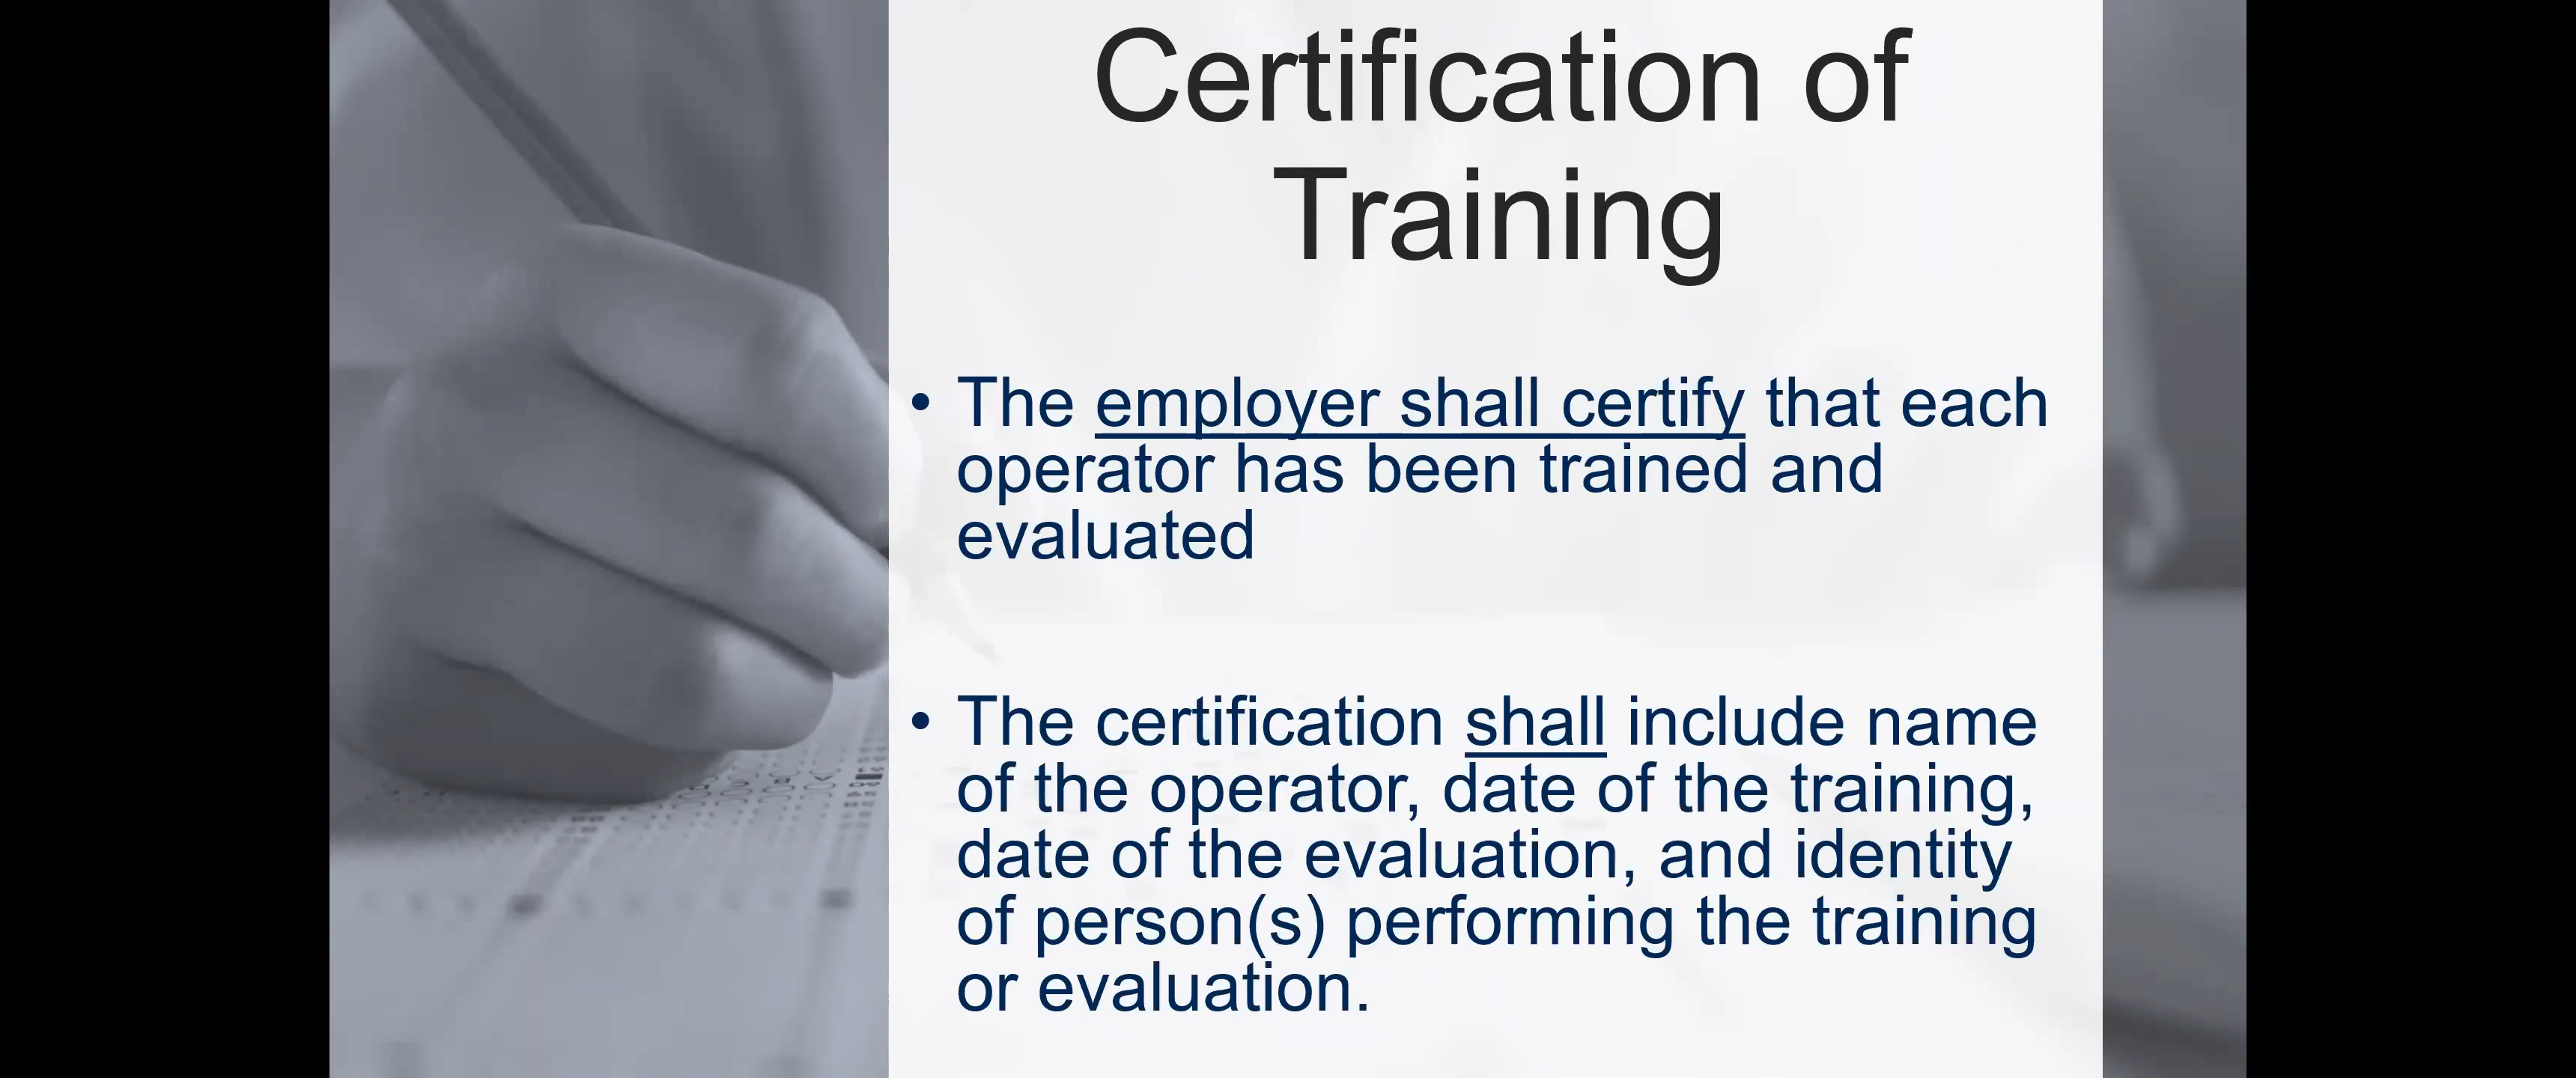 Certification of
Training
• The employer shall certify that each
operator has been trained and
evaluated
• The certification shall include name
of the operator, date of the training,
date of the evaluation, and identity
of person(s) performing the training
or evaluation.